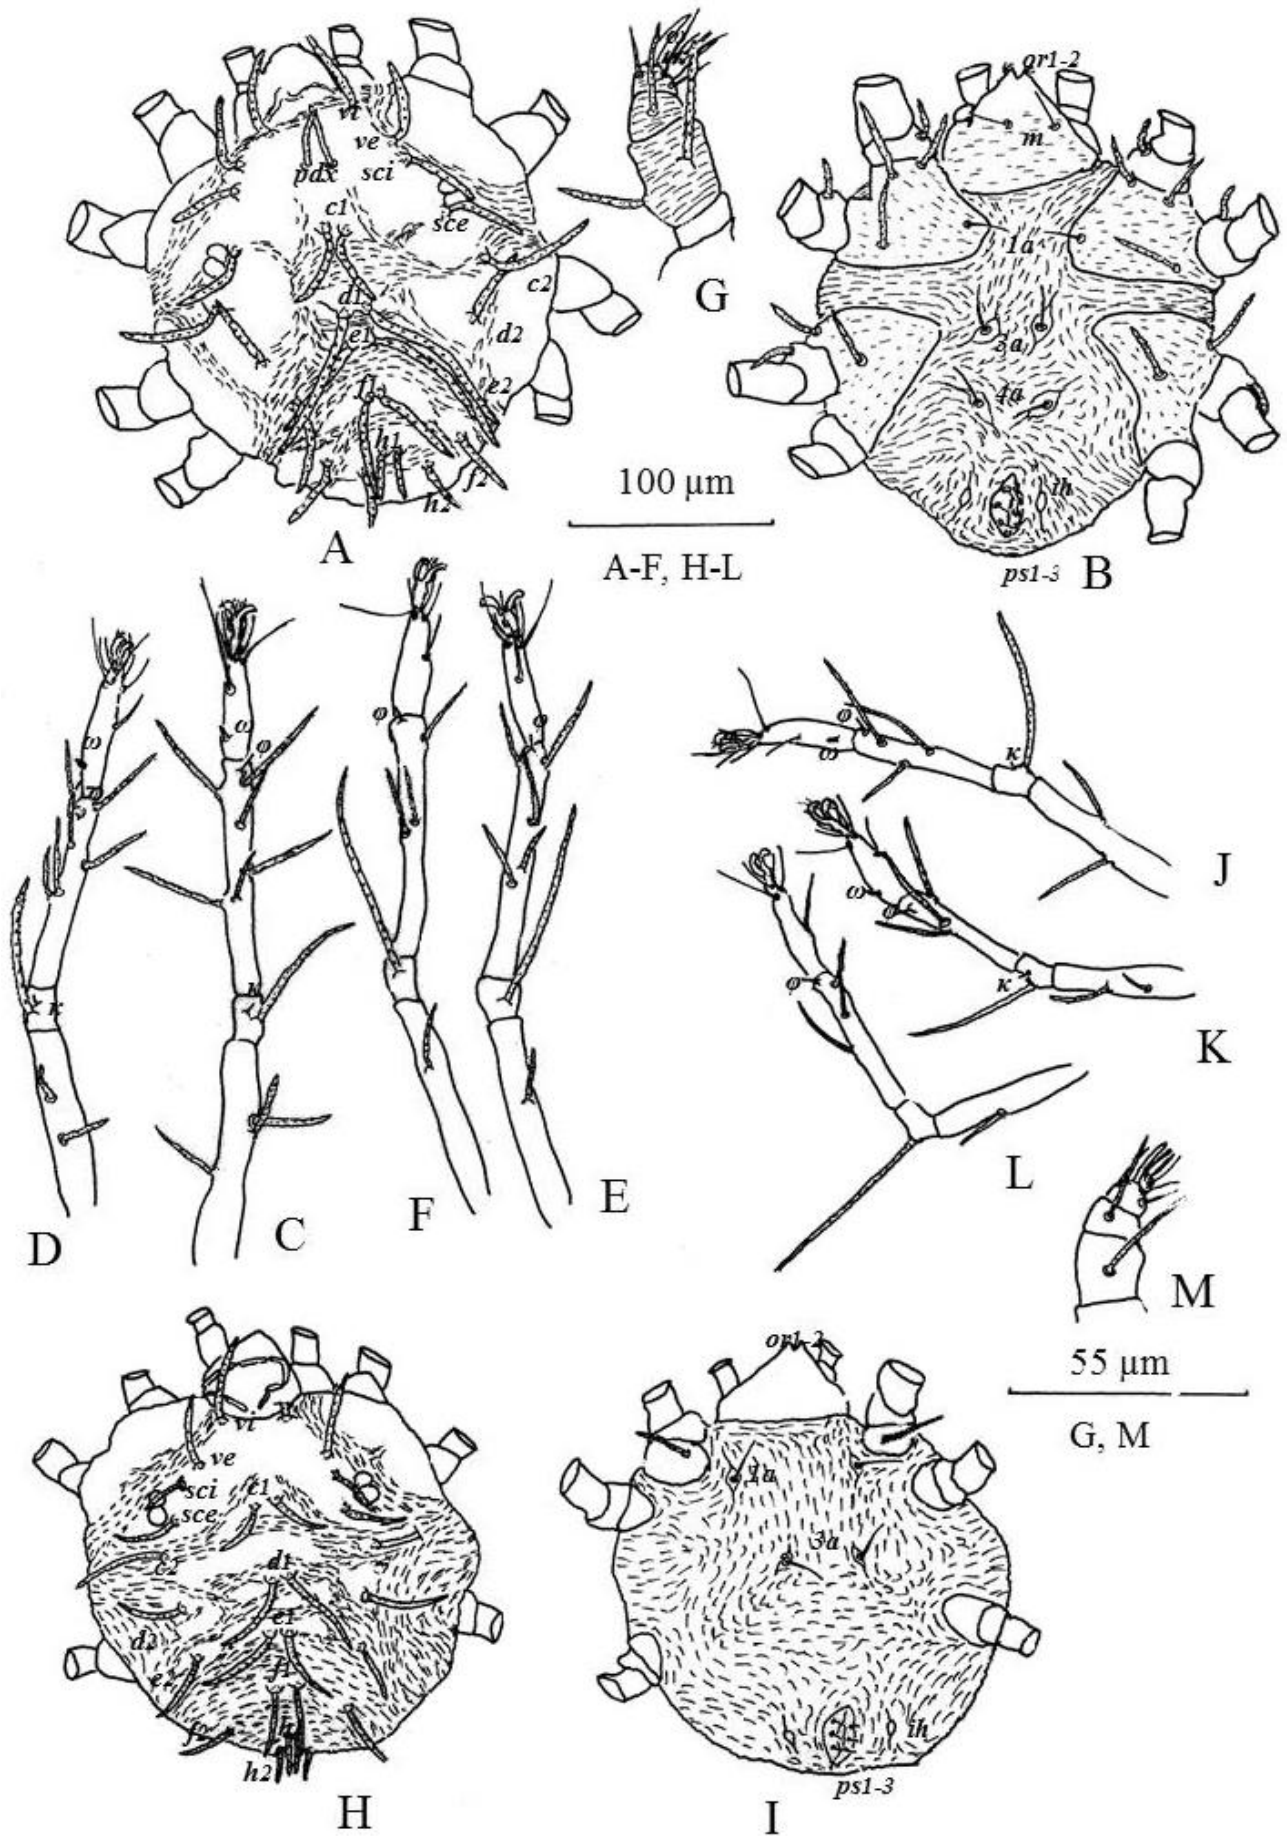 or1-2
vi
m
ve
pdx
sci
c1
sce
1a
G
c2
d1
d2
e1
3a
e2
f1
4a
h1
f2
ih
h2
100 µm
A
A-F, H-L
ps1-3
B
ω
ω
φ
φ
φ
φ
ω
κ
J
ω
φ
κ
κ
κ
φ
K
L
F
E
C
D
M
or1-2
55 µm
vi
G, M
ve
1a
sci
c1
sce
3a
c2
d1
e1
d2
f1
f2
ih
h2
ps1-3
H
I